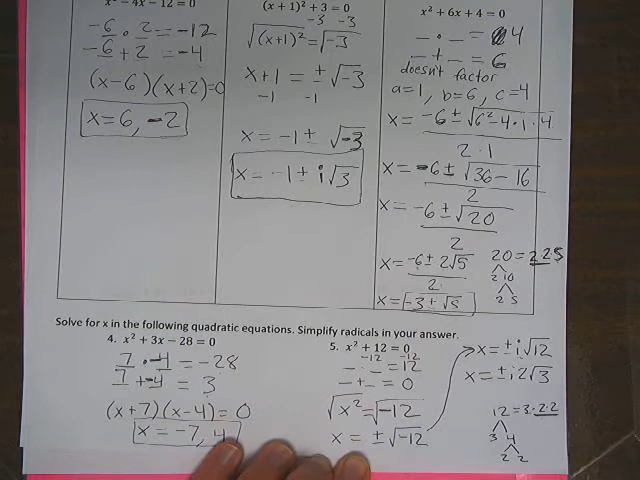 x² − 4x − 12 = 0
-6 · 2 = -12
-6 + 2 = -4
(x-6)(x+2)=0
x=6, -2
(x + 1)² + 3 = 0
-3 -3
√(x+1)² = √-3
x+1 = ± √-3
-1 -1
x = -1 ± √-3
x = -1 ± i√3
x² + 6x + 4 = 0
_ · _ = 4
_ + _ = 6
doesn't factor
a=1, b=6, c=4
x= -6 ± √6²-4·1·4
2·1
x= -6 ± √36-16
2
x= -6 ± √20
2
x= -6 ± 2√5
2
x= -3 ± √5
20 = 2·2·5
2 10
2 5
Solve for x in the following quadratic equations. Simplify radicals in your answer.
4. x² + 3x − 28 = 0
7 · -4 = -28
7 + -4 = 3
(x+7)(x-4)=0
x = -7, 4
5. x² + 12 = 0
-12 -12
_ · _ = 12
_ + _ = 0
√x² = √-12
x = ± √-12
x = ± i√12
x = ± i2√3
12 = 3·2·2
3 4
2 2